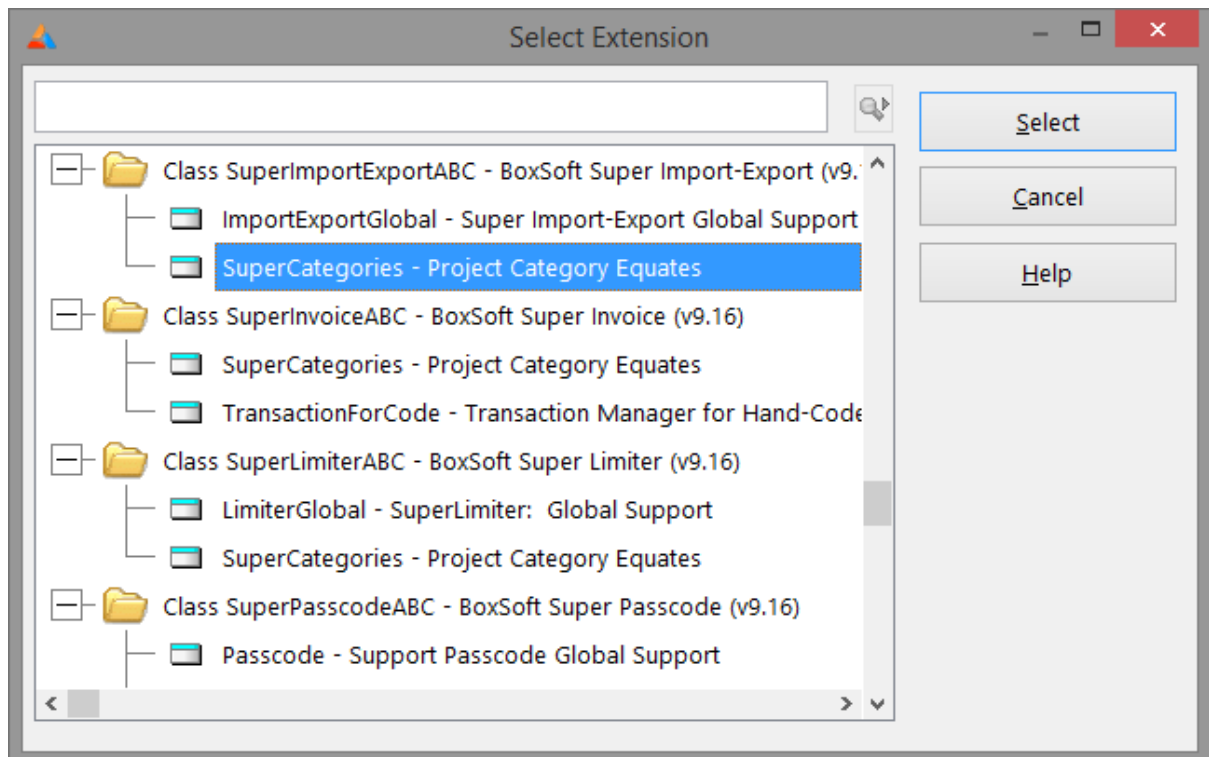 Select Extension
Select
Class SuperImportExportABC - BoxSoft Super Import-Export (v9.
ImportExportGlobal - Super Import-Export Global Support
Cancel
SuperCategories - Project Category Equates
Help
Class SuperInvoiceABC - BoxSoft Super Invoice (v9.16)
SuperCategories - Project Category Equates
TransactionForCode - Transaction Manager for Hand-Code
Class SuperLimiterABC - BoxSoft Super Limiter (v9.16)
LimiterGlobal - SuperLimiter:  Global Support
SuperCategories - Project Category Equates
Class SuperPasscodeABC - BoxSoft Super Passcode (v9.16)
Passcode - Support Passcode Global Support